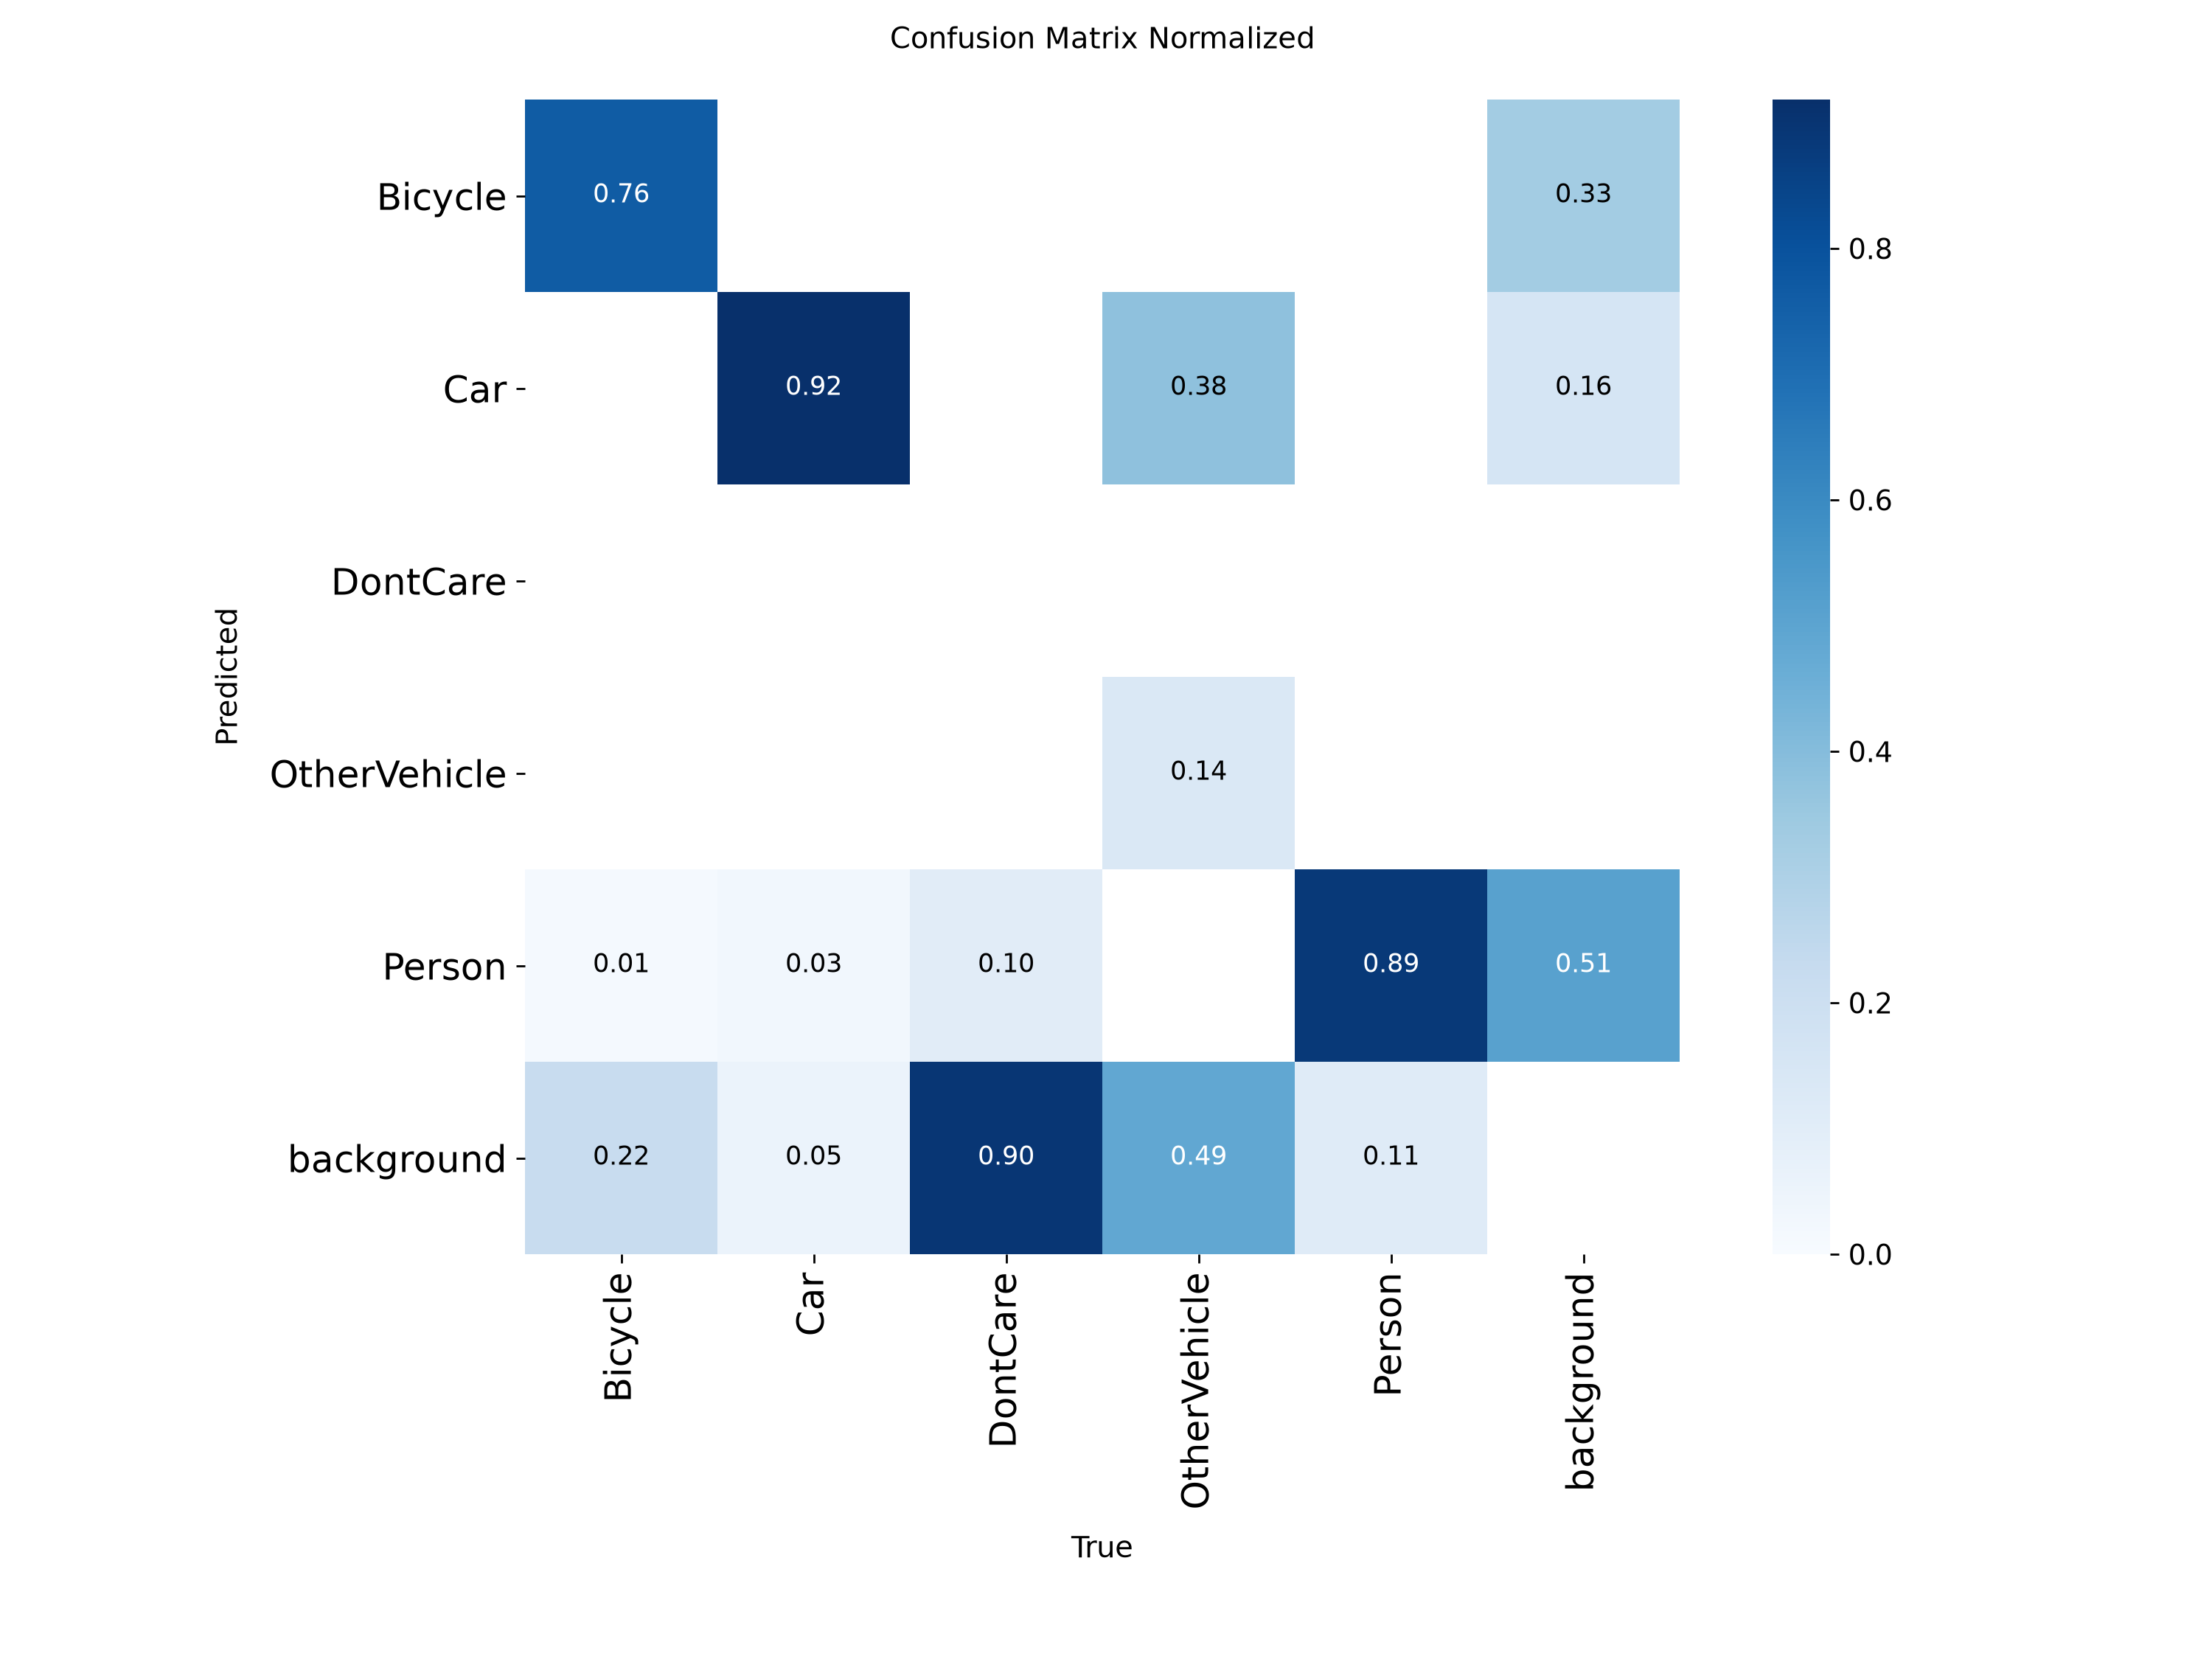 Confusion Matrix Normalized
Predicted
Bicycle 0.76 0.33
Car 0.92 0.38 0.16
DontCare
OtherVehicle 0.14
Person 0.01 0.03 0.10 0.89 0.51
background 0.22 0.05 0.90 0.49 0.11
Bicycle Car DontCare OtherVehicle Person background
True
0.8
0.6
0.4
0.2
0.0